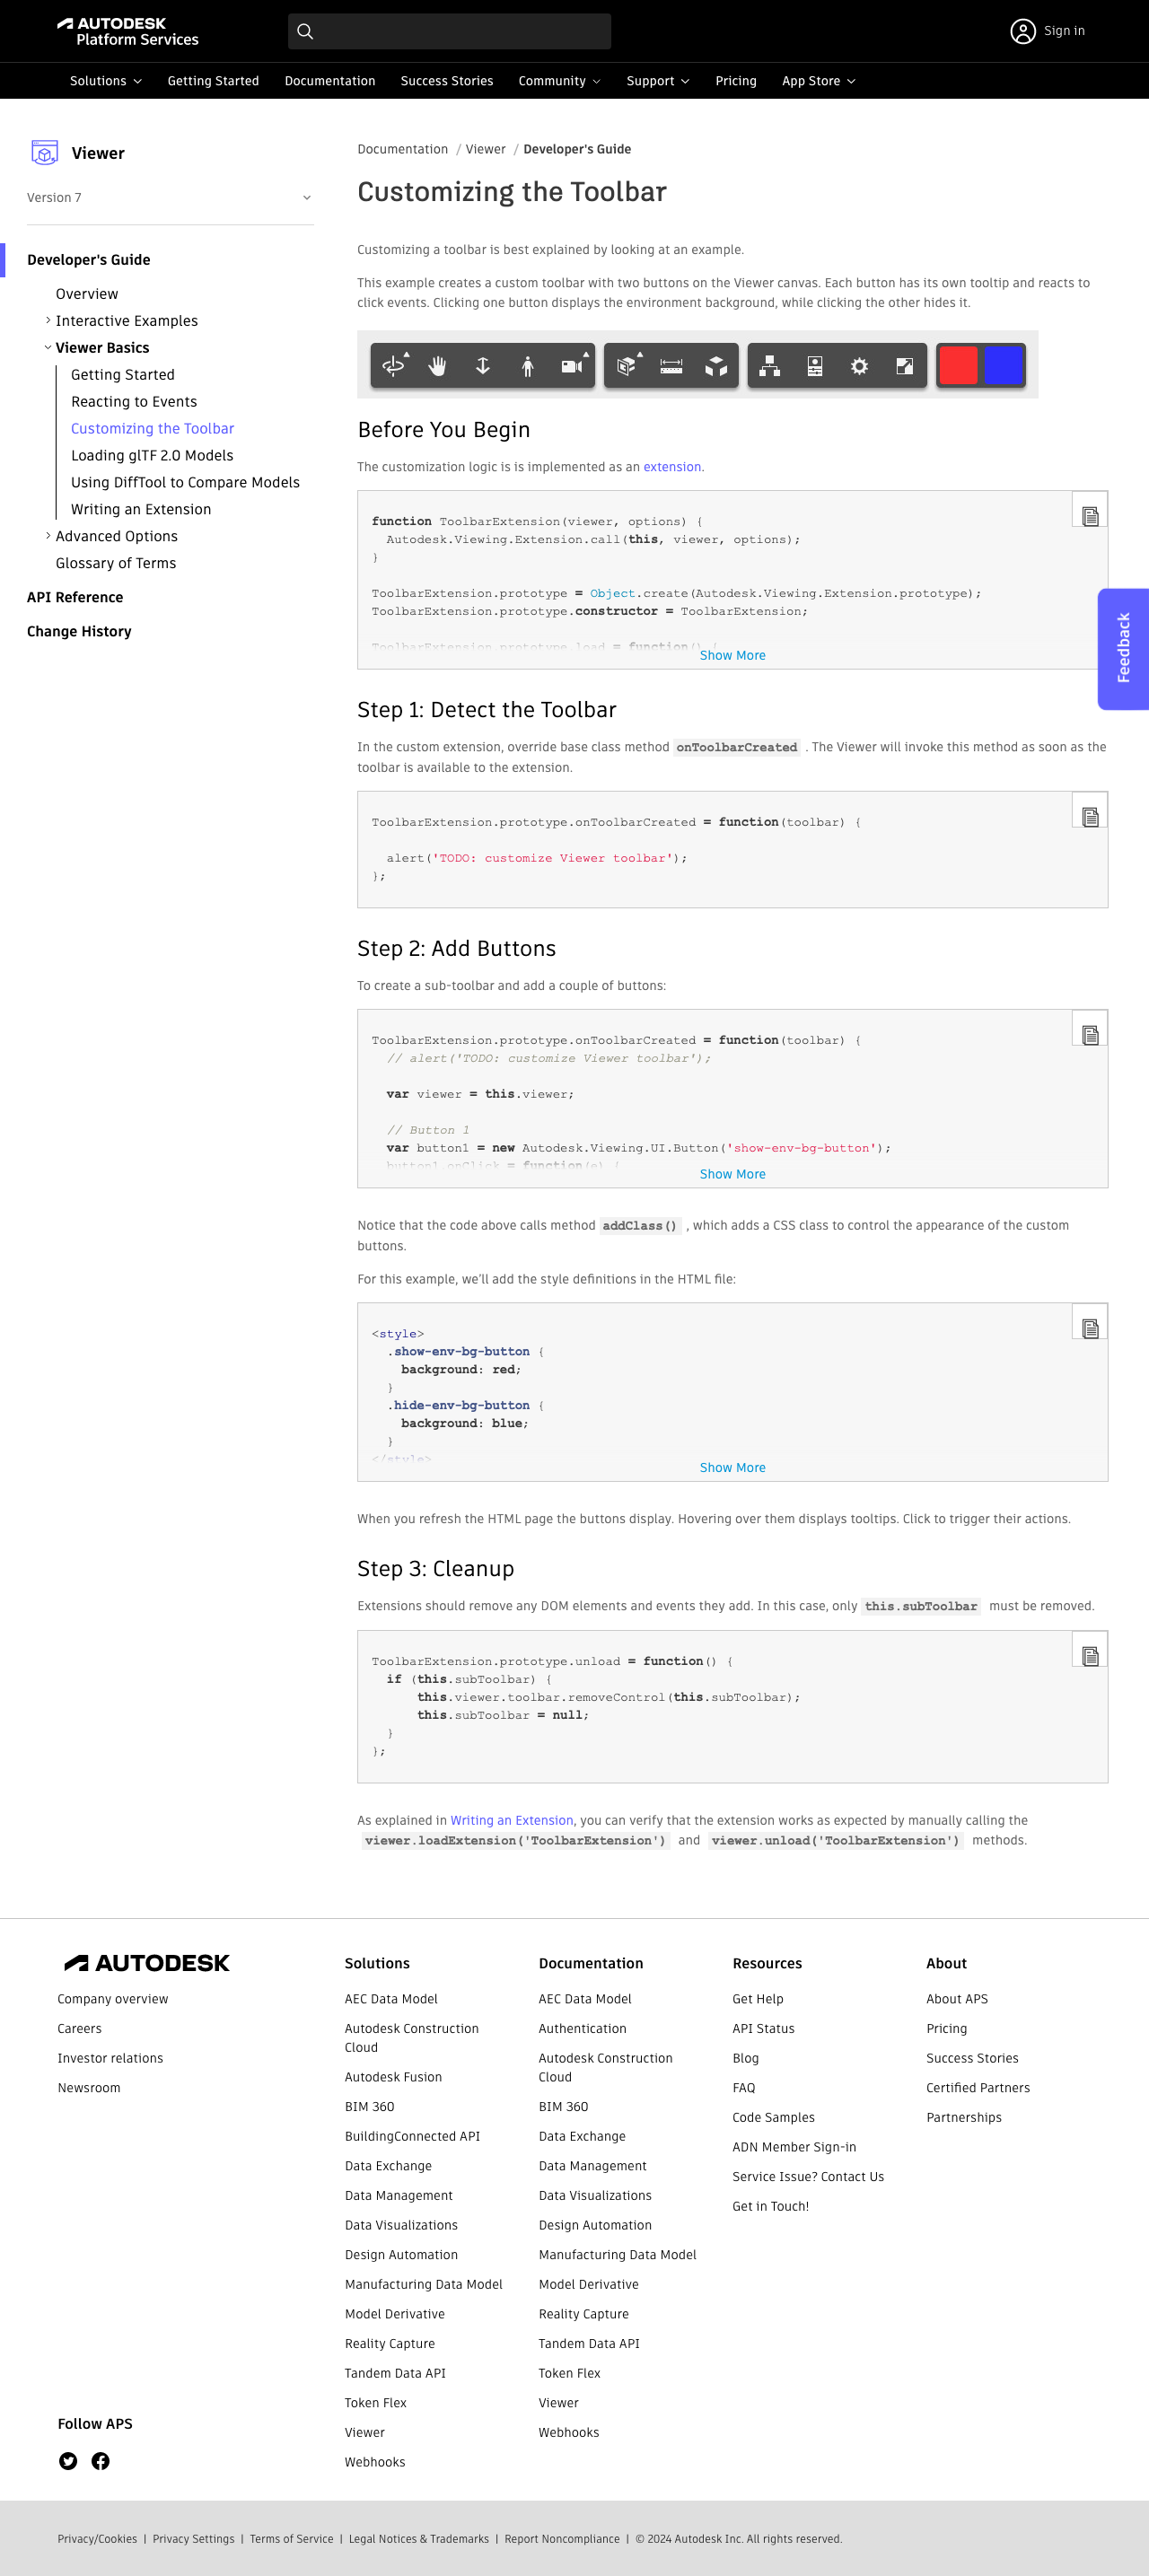 AUTODESK
Platform Services
Sign in
Solutions
Getting Started
Documentation
Success Stories
Community
Support
Pricing
App Store
Viewer
Version 7
Developer's Guide
Overview
Interactive Examples
Viewer Basics
Getting Started
Reacting to Events
Customizing the Toolbar
Loading glTF 2.0 Models
Using DiffTool to Compare Models
Writing an Extension
Advanced Options
Glossary of Terms
API Reference
Change History
Documentation / Viewer / Developer's Guide
Customizing the Toolbar
Customizing a toolbar is best explained by looking at an example.
This example creates a custom toolbar with two buttons on the Viewer canvas. Each button has its own tooltip and reacts to
click events. Clicking one button displays the environment background, while clicking the other hides it.
Before You Begin
The customization logic is is implemented as an extension.
function ToolbarExtension(viewer, options) {
Autodesk.Viewing.Extension.call(this, viewer, options);
}
ToolbarExtension.prototype = Object.create(Autodesk.Viewing.Extension.prototype);
ToolbarExtension.prototype.constructor = ToolbarExtension;
ToolbarExtension.prototype.load = function() {
Show More
Feedback
Step 1: Detect the Toolbar
In the custom extension, override base class method onToolbarCreated . The Viewer will invoke this method as soon as the
toolbar is available to the extension.
ToolbarExtension.prototype.onToolbarCreated = function(toolbar) {
alert('TODO: customize Viewer toolbar');
};
Step 2: Add Buttons
To create a sub-toolbar and add a couple of buttons:
ToolbarExtension.prototype.onToolbarCreated = function(toolbar) {
// alert('TODO: customize Viewer toolbar');
var viewer = this.viewer;
// Button 1
var button1 = new Autodesk.Viewing.UI.Button('show-env-bg-button');
button1.onClick = function(e) {
Show More
Notice that the code above calls method addClass() , which adds a CSS class to control the appearance of the custom
buttons.
For this example, we'll add the style definitions in the HTML file:
<style>
.show-env-bg-button {
background: red;
}
.hide-env-bg-button {
background: blue;
}
</style>
Show More
When you refresh the HTML page the buttons display. Hovering over them displays tooltips. Click to trigger their actions.
Step 3: Cleanup
Extensions should remove any DOM elements and events they add. In this case, only this.subToolbar must be removed.
ToolbarExtension.prototype.unload = function() {
if (this.subToolbar) {
this.viewer.toolbar.removeControl(this.subToolbar);
this.subToolbar = null;
}
};
As explained in Writing an Extension, you can verify that the extension works as expected by manually calling the
viewer.loadExtension('ToolbarExtension') and viewer.unload('ToolbarExtension') methods.
AUTODESK
Company overview
Careers
Investor relations
Newsroom
Follow APS
Solutions
AEC Data Model
Autodesk Construction
Cloud
Autodesk Fusion
BIM 360
BuildingConnected API
Data Exchange
Data Management
Data Visualizations
Design Automation
Manufacturing Data Model
Model Derivative
Reality Capture
Tandem Data API
Token Flex
Viewer
Webhooks
Documentation
AEC Data Model
Authentication
Autodesk Construction
Cloud
BIM 360
Data Exchange
Data Management
Data Visualizations
Design Automation
Manufacturing Data Model
Model Derivative
Reality Capture
Tandem Data API
Token Flex
Viewer
Webhooks
Resources
Get Help
API Status
Blog
FAQ
Code Samples
ADN Member Sign-in
Service Issue? Contact Us
Get in Touch!
About
About APS
Pricing
Success Stories
Certified Partners
Partnerships
Privacy/Cookies | Privacy Settings | Terms of Service | Legal Notices & Trademarks | Report Noncompliance | © 2024 Autodesk Inc. All rights reserved.